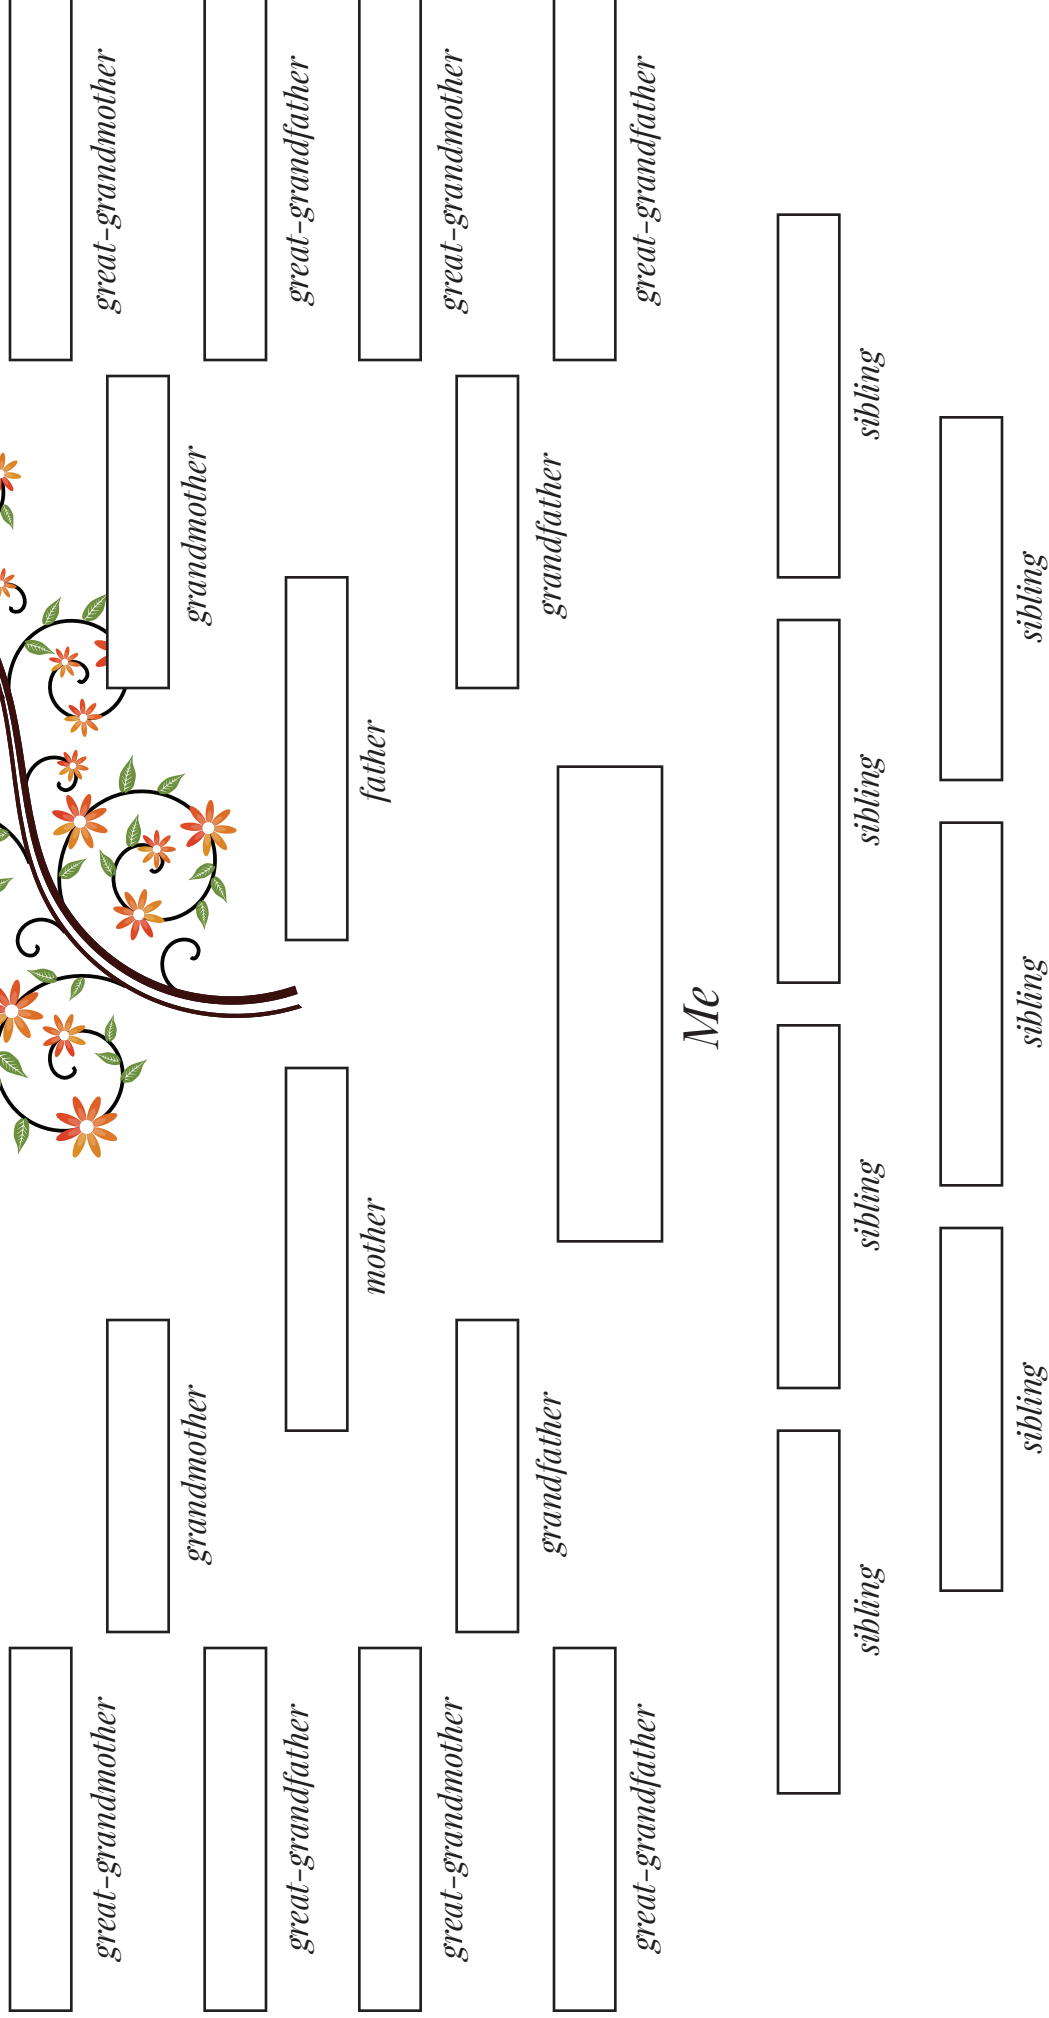 great-grandmother
great-grandmother
grandmother
grandmother
great-grandfather
great-grandfather
mother
father
great-grandmother
great-grandmother
grandfather
grandfather
great-grandfather
great-grandfather
Me
sibling
sibling
sibling
sibling
sibling
sibling
sibling